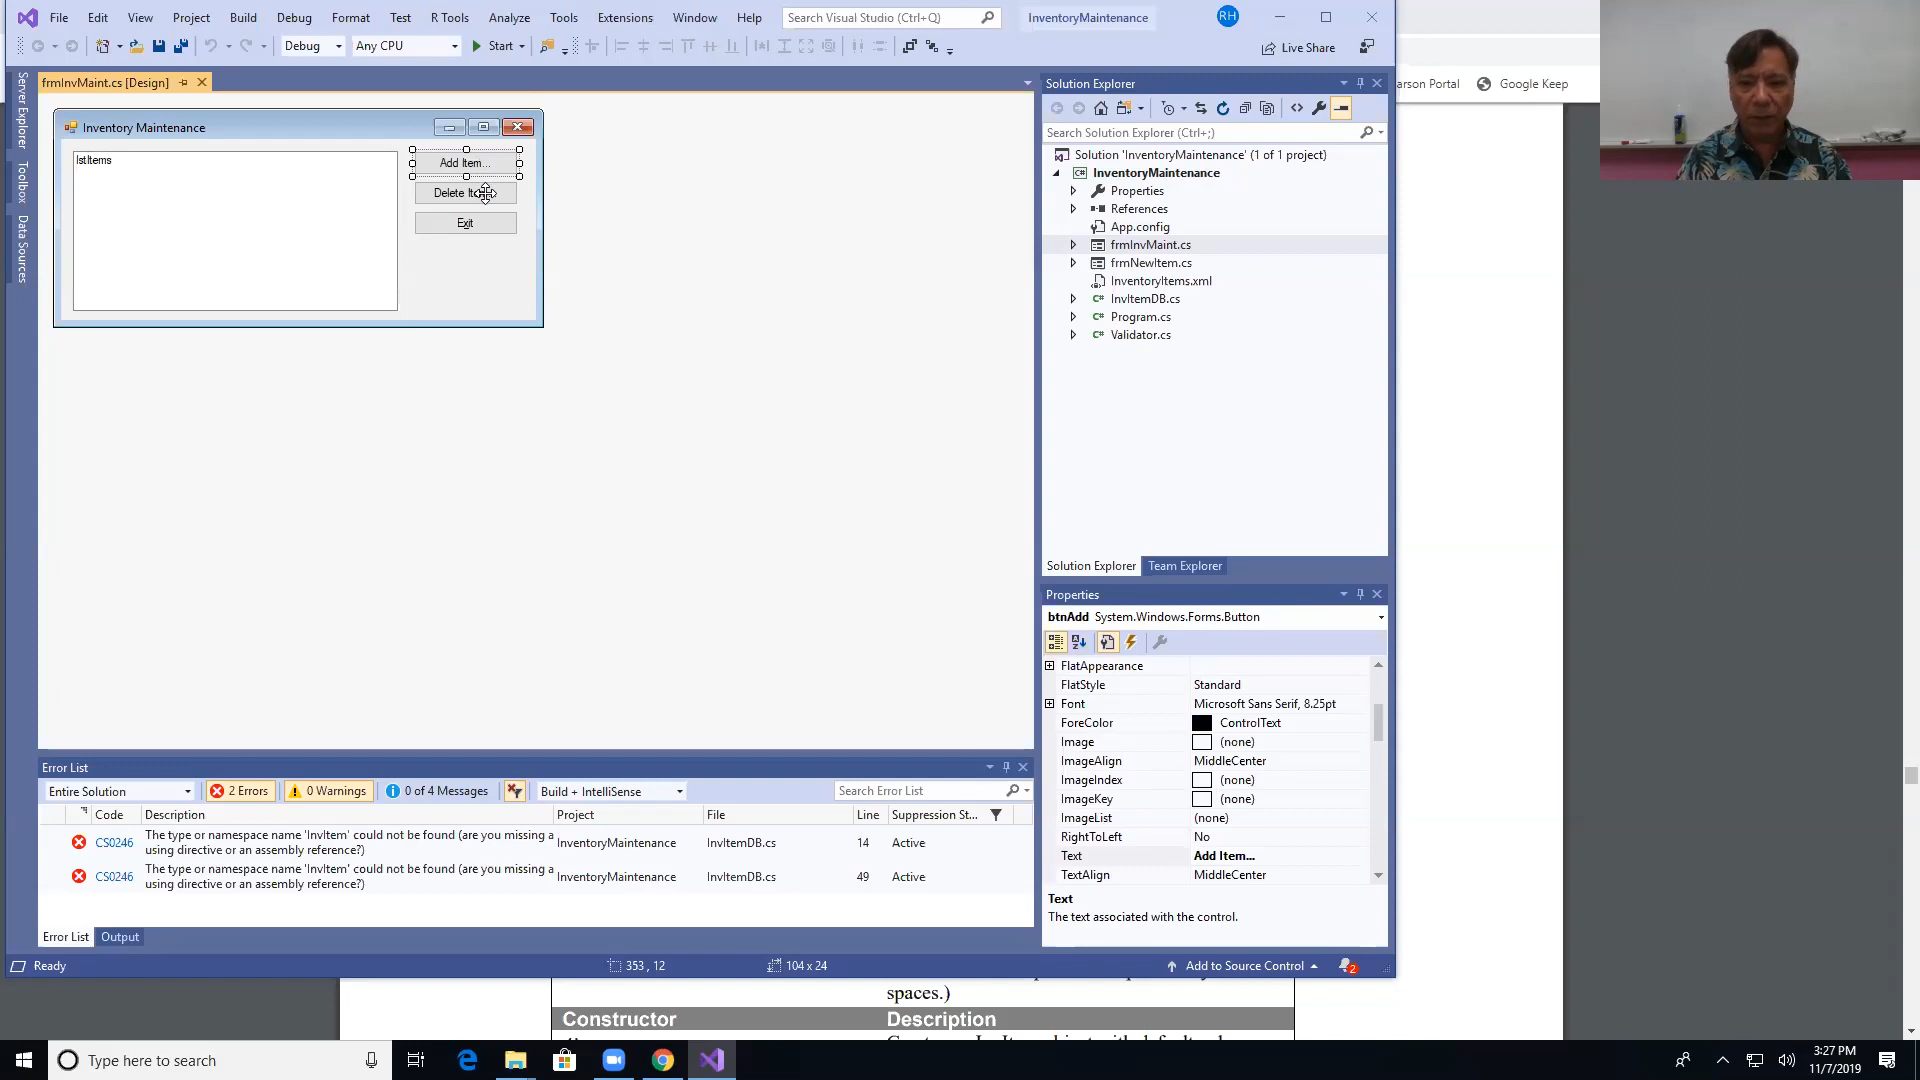 File Edit View Project Build Debug Format Test R Tools Analyze Tools Extensions Window Help Search Visual Studio (Ctrl+Q) InventoryMaintenance RH
Debug Any CPU Start Live Share
Server Explorer
Toolbox
Data Sources
frmInvMaint.cs [Design]
Inventory Maintenance
lstItems
Add Item...
Delete
Exit
Solution Explorer
Search Solution Explorer (Ctrl+;)
Solution 'InventoryMaintenance' (1 of 1 project)
InventoryMaintenance
Properties
References
App.config
frmInvMaint.cs
frmNewItem.cs
InventoryItems.xml
InvItemDB.cs
Program.cs
Validator.cs
Solution Explorer Team Explorer
Properties
btnAdd System.Windows.Forms.Button
FlatAppearance
FlatStyle Standard
Font Microsoft Sans Serif, 8.25pt
ForeColor ControlText
Image (none)
ImageAlign MiddleCenter
ImageIndex (none)
ImageKey (none)
ImageList (none)
RightToLeft No
Text Add Item...
TextAlign MiddleCenter
Text
The text associated with the control.
Error List
Entire Solution 2 Errors 0 Warnings 0 of 4 Messages Build + IntelliSense Search Error List
Code Description Project File Line Suppression St...
CS0246 The type or namespace name 'InvItem' could not be found (are you missing a using directive or an assembly reference?) InventoryMaintenance InvItemDB.cs 14 Active
CS0246 The type or namespace name 'InvItem' could not be found (are you missing a using directive or an assembly reference?) InventoryMaintenance InvItemDB.cs 49 Active
Error List Output
Ready 353 , 12 104 x 24 Add to Source Control 2
Portal Google Keep
spaces.)
Constructor Description
Type here to search
3:27 PM
11/7/2019